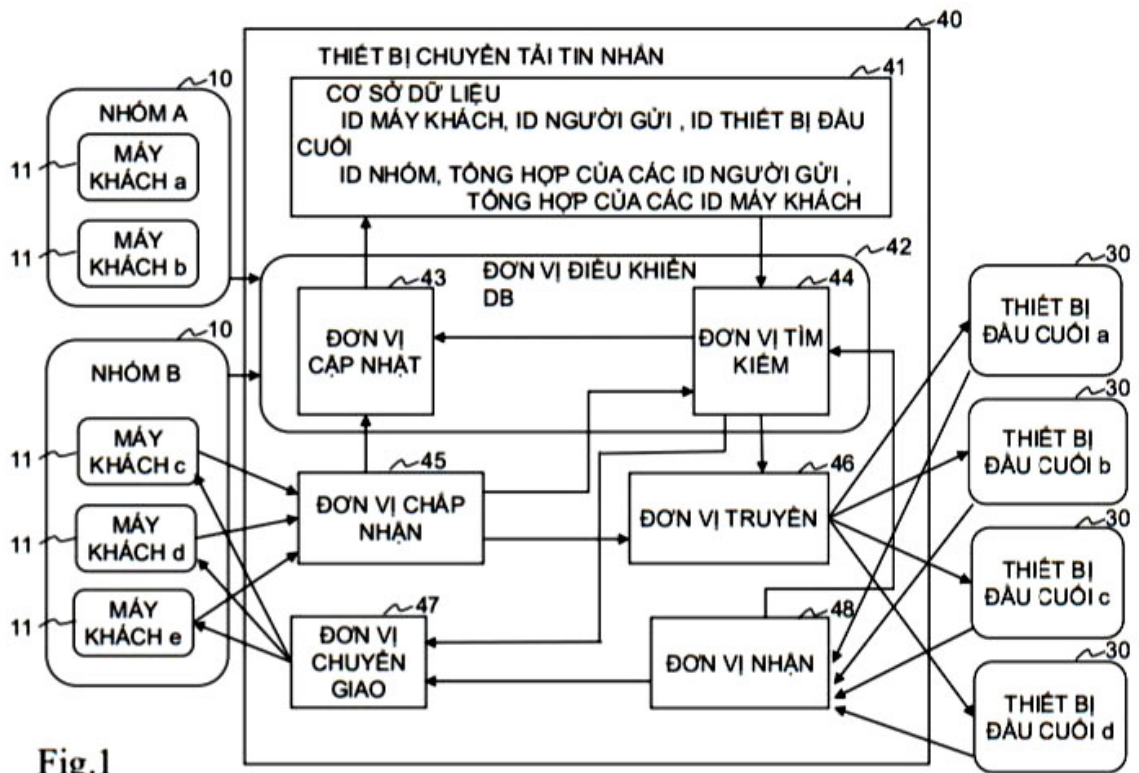 40
THIẾT BỊ CHUYỂN TẢI TIN NHẮN
41
CƠ SỞ DỮ LIỆU
ID MÁY KHÁCH, ID NGƯỜI GỬI , ID THIẾT BỊ ĐẦU
CUỐI
ID NHÓM, TỔNG HỢP CỦA CÁC ID NGƯỜI GỬI ,
TỔNG HỢP CỦA CÁC ID MÁY KHÁCH
10
NHÓM A
11
MÁY
KHÁCH a
11
MÁY
KHÁCH b
42
ĐƠN VỊ ĐIỀU KHIỂN
DB
43
ĐƠN VỊ
CẬP NHẬT
44
ĐƠN VỊ TÌM
KIẾM
10
NHÓM B
11
MÁY
KHÁCH c
11
MÁY
KHÁCH d
11
MÁY
KHÁCH e
45
ĐƠN VỊ CHẤP
NHẬN
46
ĐƠN VỊ TRUYỀN
47
ĐƠN VỊ
CHUYỂN
GIAO
48
ĐƠN VỊ NHẬN
30
THIẾT BỊ
ĐẦU CUỐI a
30
THIẾT BỊ
ĐẦU CUỐI b
30
THIẾT BỊ
ĐẦU CUỐI c
30
THIẾT BỊ
ĐẦU CUỐI d
Fig.1